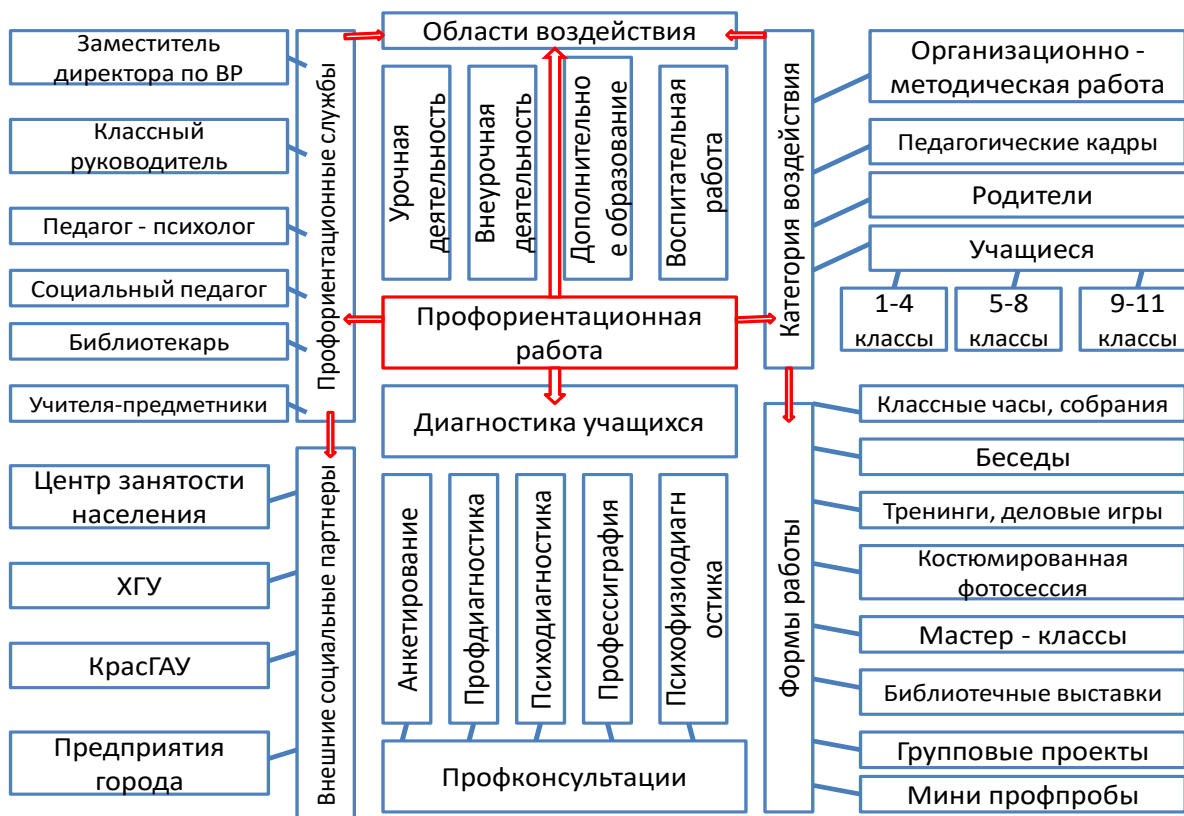 Заместитель
директора по ВР
Классный
руководитель
Педагог - психолог
Социальный педагог
Библиотекарь
Учителя-предметники
Профориентационные службы
Центр занятости
населения
ХГУ
КрасГАУ
Предприятия
города
Внешние социальные партнеры
Области воздействия
Урочная
деятельность
Внеурочная
деятельность
Дополнительно
е образование
Воспитательная
работа
Профориентационная
работа
Диагностика учащихся
Анкетирование
Профдиагностика
Психодиагностика
Профессиграфия
Психофизиодиагн
остика
Профконсультации
Категория воздействия
Организационно -
методическая работа
Педагогические кадры
Родители
Учащиеся
1-4
классы
5-8
классы
9-11
классы
Формы работы
Классные часы, собрания
Беседы
Тренинги, деловые игры
Костюмированная
фотосессия
Мастер - классы
Библиотечные выставки
Групповые проекты
Мини профпробы